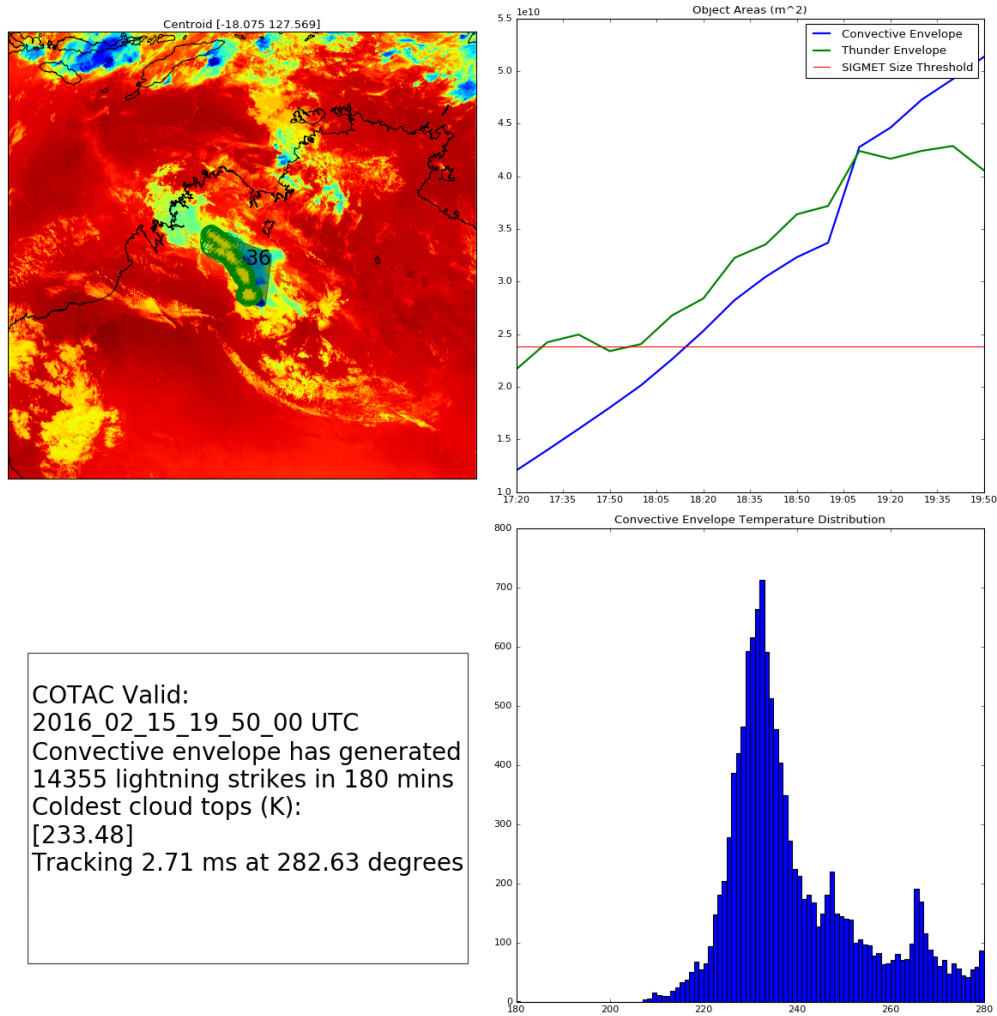 Centroid [-18.075 127.569]
36
Object Areas (m^2)
1e10
Convective Envelope
Thunder Envelope
SIGMET Size Threshold
5.5
5.0
4.5
4.0
3.5
3.0
2.5
2.0
1.5
1.0
17:20 17:35 17:50 18:05 18:20 18:35 18:50 19:05 19:20 19:35 19:50
COTAC Valid:
2016_02_15_19_50_00 UTC
Convective envelope has generated
14355 lightning strikes in 180 mins
Coldest cloud tops (K):
[233.48]
Tracking 2.71 ms at 282.63 degrees
Convective Envelope Temperature Distribution
800
700
600
500
400
300
200
100
0
180 200 220 240 260 280